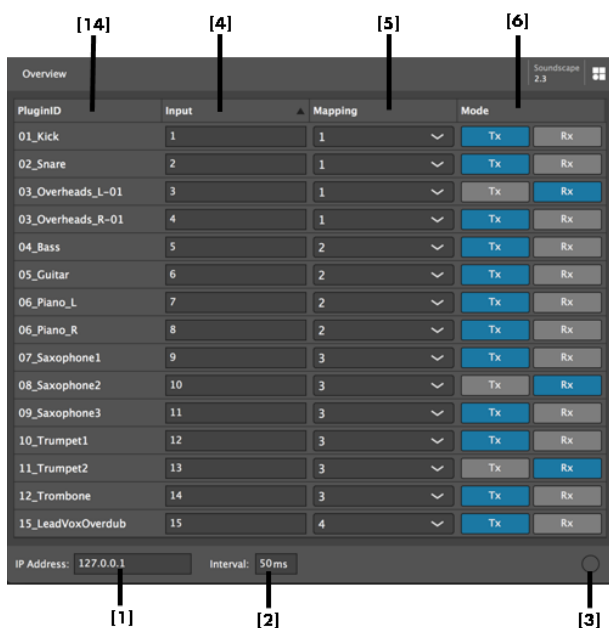 [14] [4] [5] [6]
Overview Soundscape
2.3
PluginID Input Mapping Mode
01_Kick 1 1 Tx Rx
02_Snare 2 1 Tx Rx
03_Overheads_L-01 3 1 Tx Rx
03_Overheads_R-01 4 1 Tx Rx
04_Bass 5 2 Tx Rx
05_Guitar 6 2 Tx Rx
06_Piano_L 7 2 Tx Rx
06_Piano_R 8 2 Tx Rx
07_Saxophone1 9 3 Tx Rx
08_Saxophone2 10 3 Tx Rx
09_Saxophone3 11 3 Tx Rx
10_Trumpet1 12 3 Tx Rx
11_Trumpet2 13 3 Tx Rx
12_Trombone 14 3 Tx Rx
15_LeadVoxOverdub 15 4 Tx Rx
IP Address: 127.0.0.1 Interval: 50ms
[1] [2] [3]